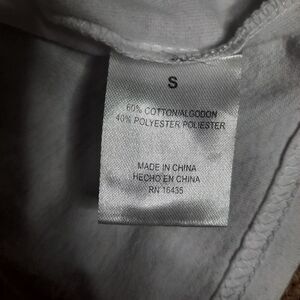 S
60% COTTON/ALGODON
40% POLYESTER POLIESTER
MADE IN CHINA
HECHO EN CHINA
RN 16435